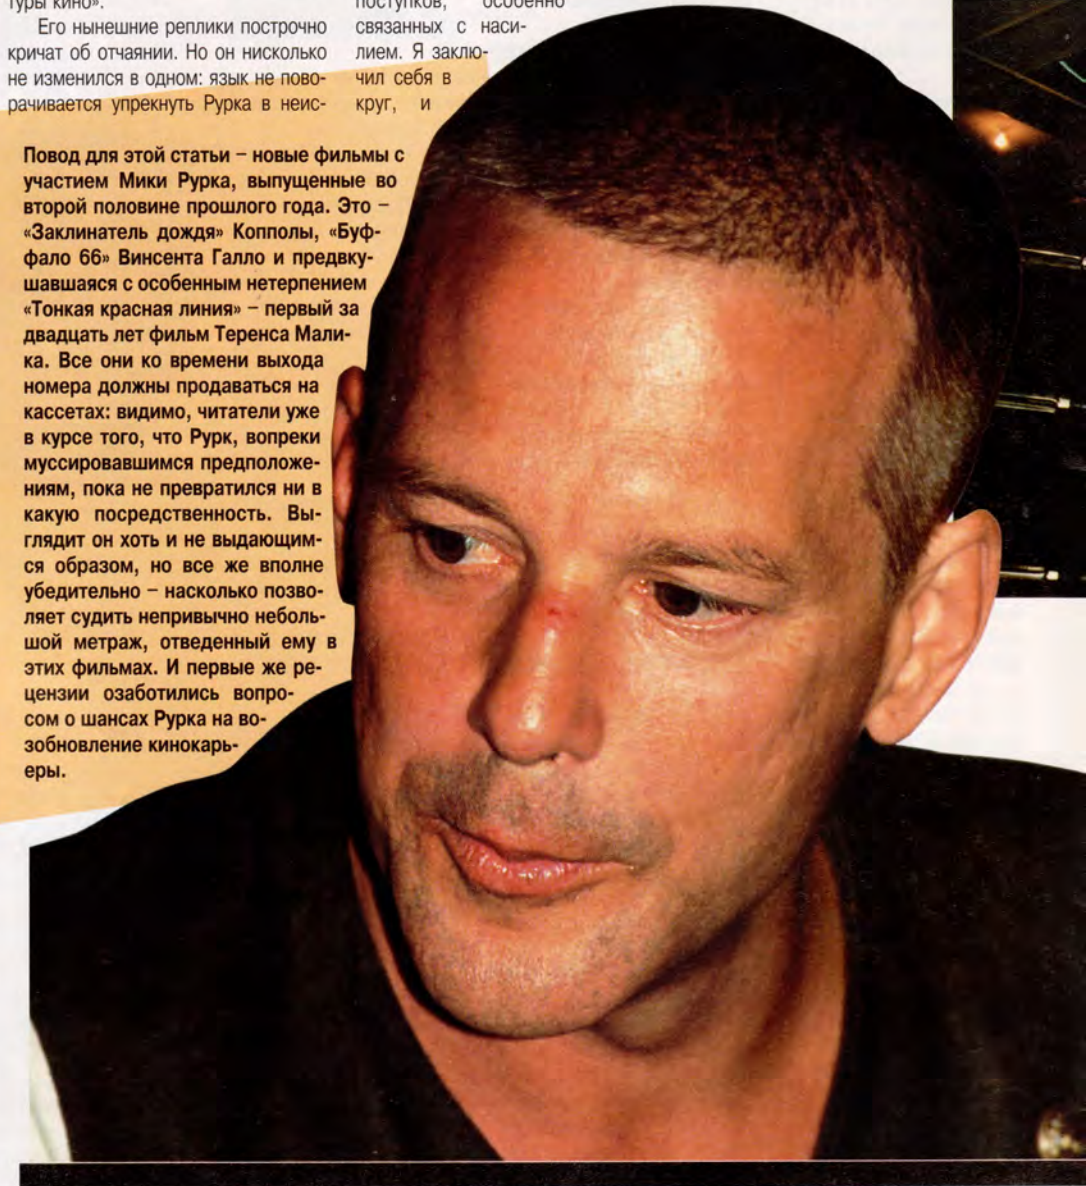 туры кино».
Его нынешние реплики построчно
кричат об отчаянии. Но он нисколько
не изменился в одном: язык не пово-
рачивается упрекнуть Рурка в неис-
поступков, особенно
связанных с наси-
лием. Я заклю-
чил себя в
круг, и
Повод для этой статьи – новые фильмы с
участием Мики Рурка, выпущенные во
второй половине прошлого года. Это –
«Заклинатель дождя» Копполы, «Буф-
фало 66» Винсента Галло и предвку-
шавшаяся с особенным нетерпением
«Тонкая красная линия» – первый за
двадцать лет фильм Теренса Мали-
ка. Все они ко времени выхода
номера должны продаваться на
кассетах: видимо, читатели уже
в курсе того, что Рурк, вопреки
муссировавшимся предположе-
ниям, пока не превратился ни в
какую посредственность. Вы-
глядит он хоть и не выдающим-
ся образом, но все же вполне
убедительно – насколько позво-
ляет судить непривычно неболь-
шой метраж, отведенный ему в
этих фильмах. И первые же ре-
цензии озаботились вопро-
сом о шансах Рурка на во-
зобновление кинокарь-
еры.